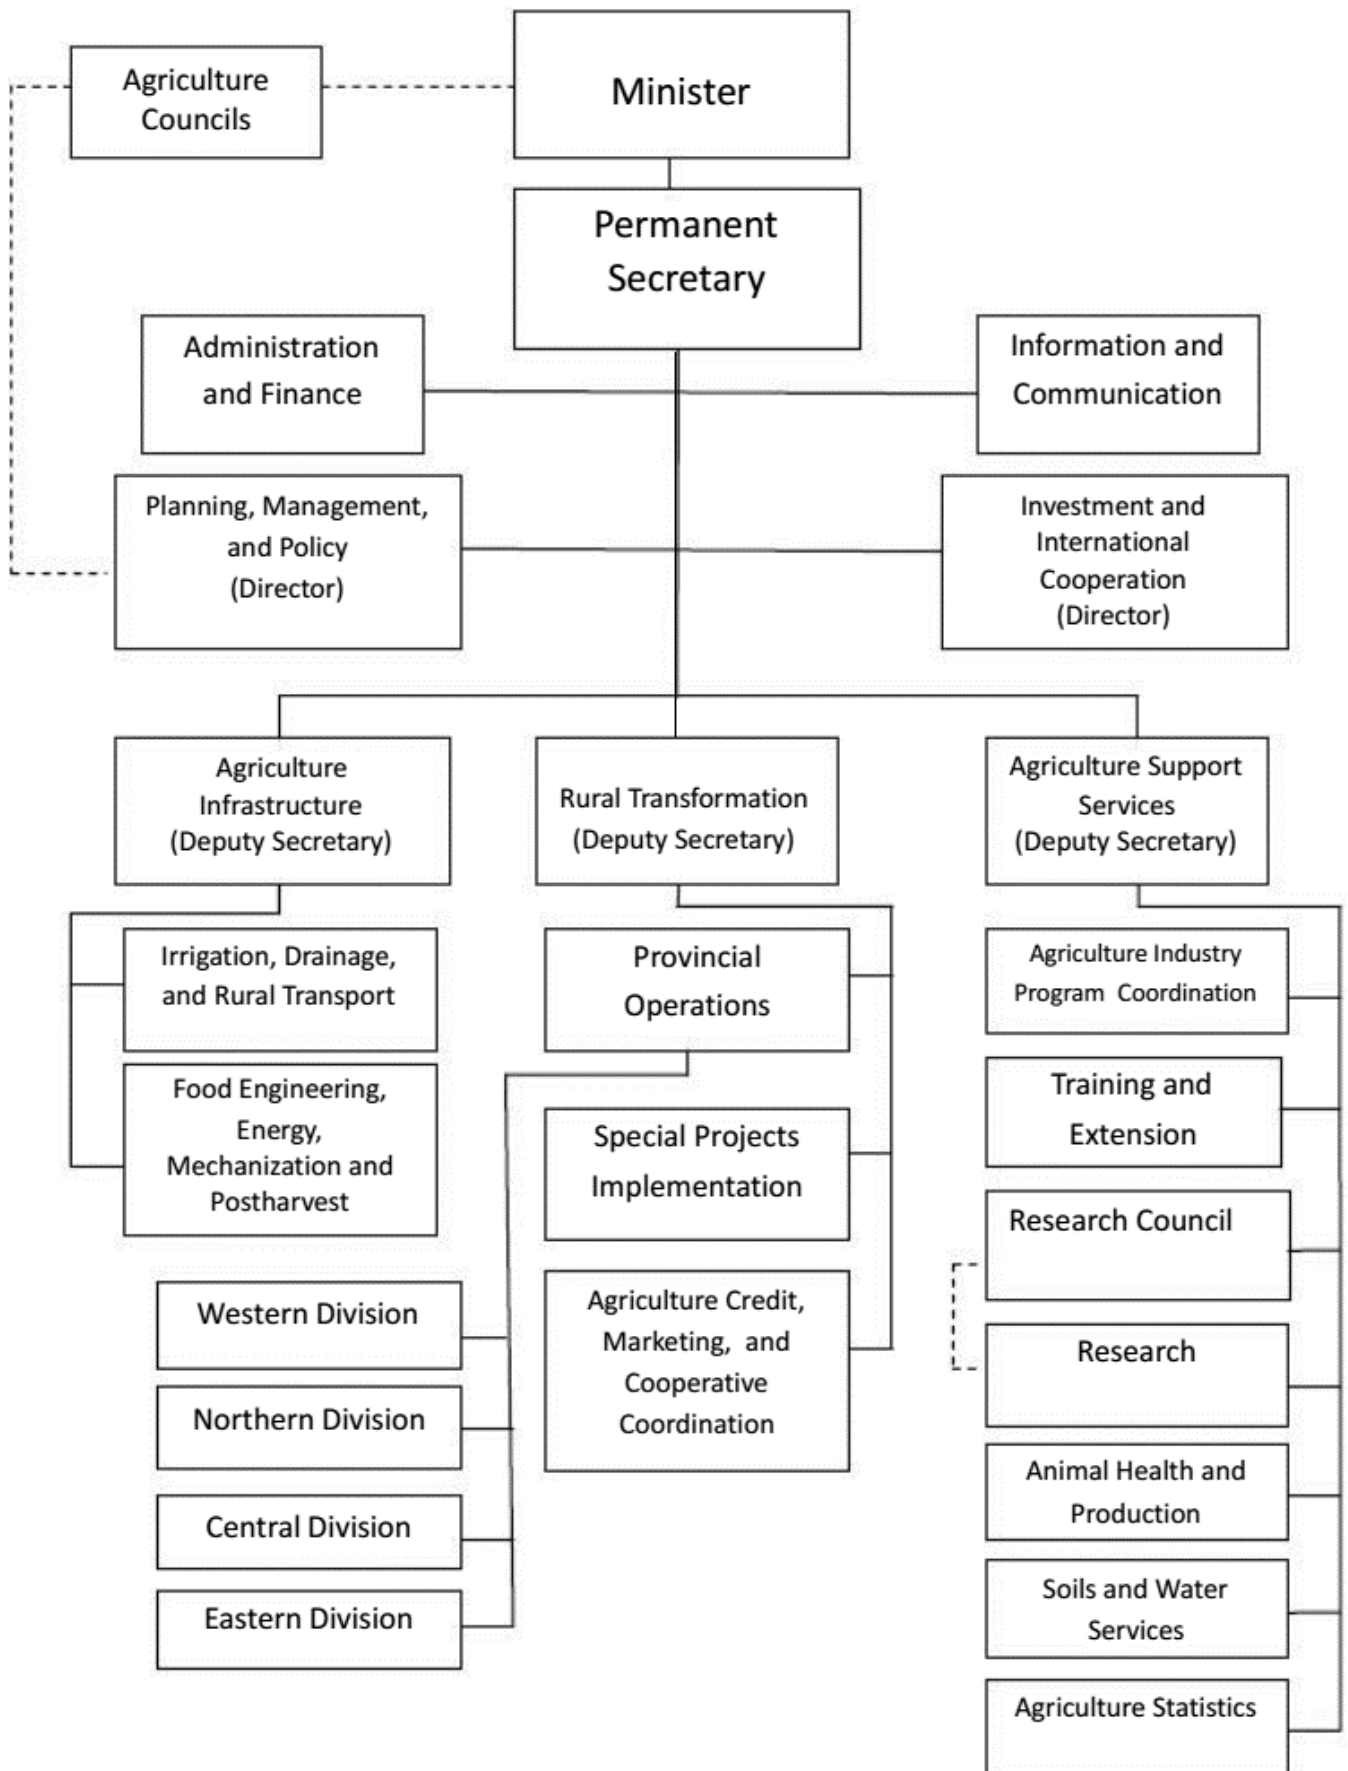 Agriculture
Councils
Minister
Permanent
Secretary
Administration
and Finance
Information and
Communication
Planning, Management,
and Policy
(Director)
Investment and
International
Cooperation
(Director)
Agriculture
Infrastructure
(Deputy Secretary)
Rural Transformation
(Deputy Secretary)
Agriculture Support
Services
(Deputy Secretary)
Irrigation, Drainage,
and Rural Transport
Food Engineering,
Energy,
Mechanization and
Postharvest
Provincial
Operations
Special Projects
Implementation
Agriculture Credit,
Marketing, and
Cooperative
Coordination
Western Division
Northern Division
Central Division
Eastern Division
Agriculture Industry
Program Coordination
Training and
Extension
Research Council
Research
Animal Health and
Production
Soils and Water
Services
Agriculture Statistics